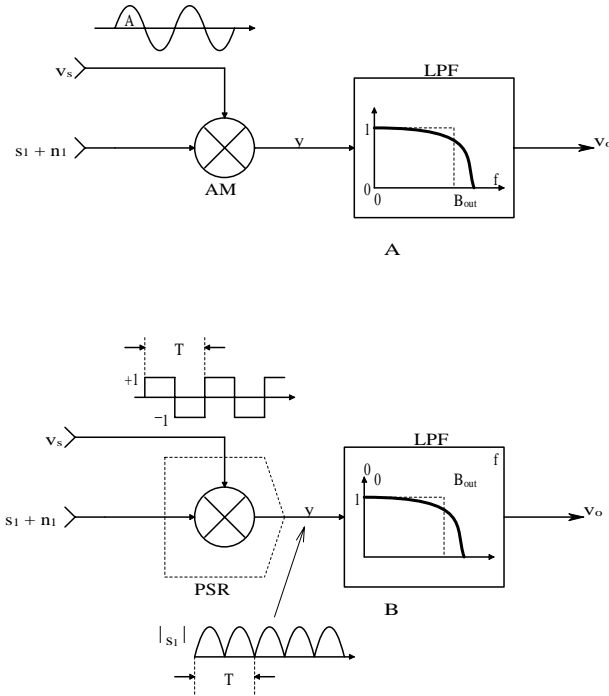 A
vs
LPF
s1 + n1
v
vo
1
f
AM
0
0
Bout
A
T
+1
−1
vs
LPF
f
0
0
Bout
1
s1 + n1
v
vo
PSR
B
|s1|
T